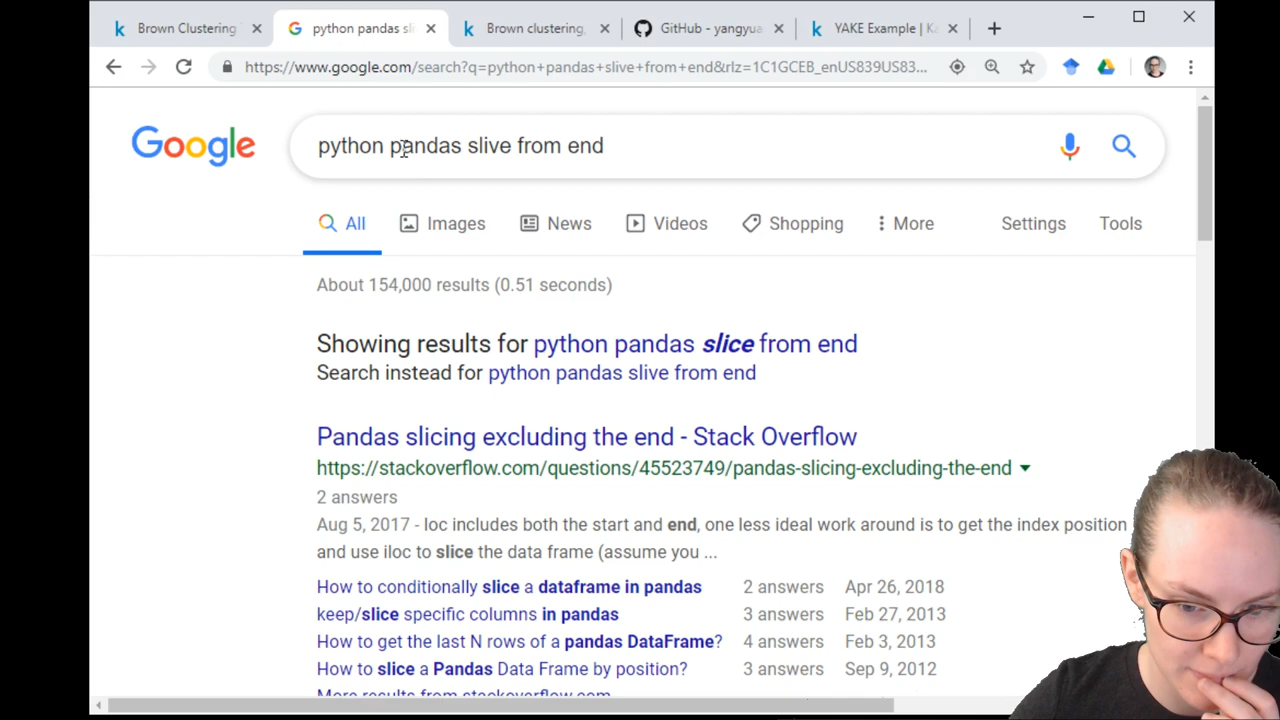 Brown Clustering
python pandas sli
Brown clustering,
GitHub - yangyua
YAKE Example | Ka
https://www.google.com/search?q=python+pandas+slive+from+end&rlz=1C1GCEB_enUS839US83...
Google
python pandas slive from end
All
Images
News
Videos
Shopping
More
Settings
Tools
About 154,000 results (0.51 seconds)
Showing results for python pandas slice from end
Search instead for python pandas slive from end
Pandas slicing excluding the end - Stack Overflow
https://stackoverflow.com/questions/45523749/pandas-slicing-excluding-the-end
2 answers
Aug 5, 2017 - loc includes both the start and end, one less ideal work around is to get the index position
and use iloc to slice the data frame (assume you ...
How to conditionally slice a dataframe in pandas 2 answers Apr 26, 2018
keep/slice specific columns in pandas 3 answers Feb 27, 2013
How to get the last N rows of a pandas DataFrame? 4 answers Feb 3, 2013
How to slice a Pandas Data Frame by position? 3 answers Sep 9, 2012
More results from stackoverflow.com